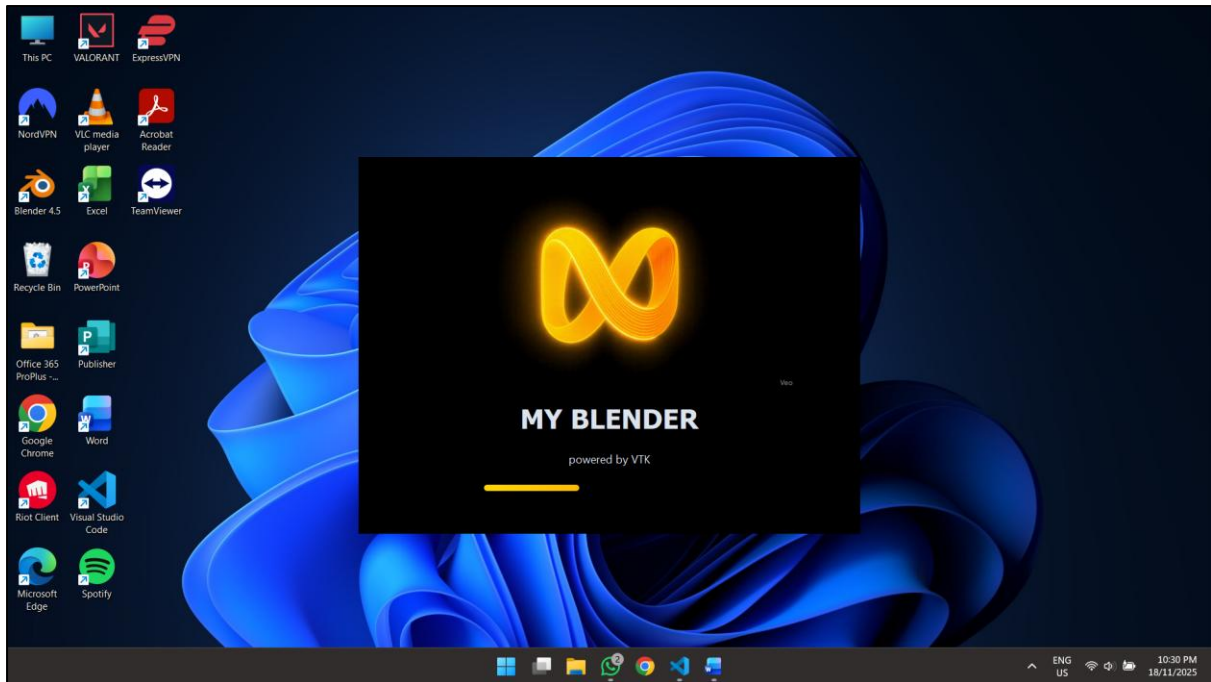 This PC
VALORANT
ExpressVPN
NordVPN
VLC media
player
Acrobat
Reader
Blender 4.5
Excel
TeamViewer
Recycle Bin
PowerPoint
Office 365
ProPlus -...
Publisher
Google
Chrome
Word
Riot Client
Visual Studio
Code
Microsoft
Edge
Spotify
Veo
MY BLENDER
powered by VTK
2
ENG
US
10:30 PM
18/11/2025